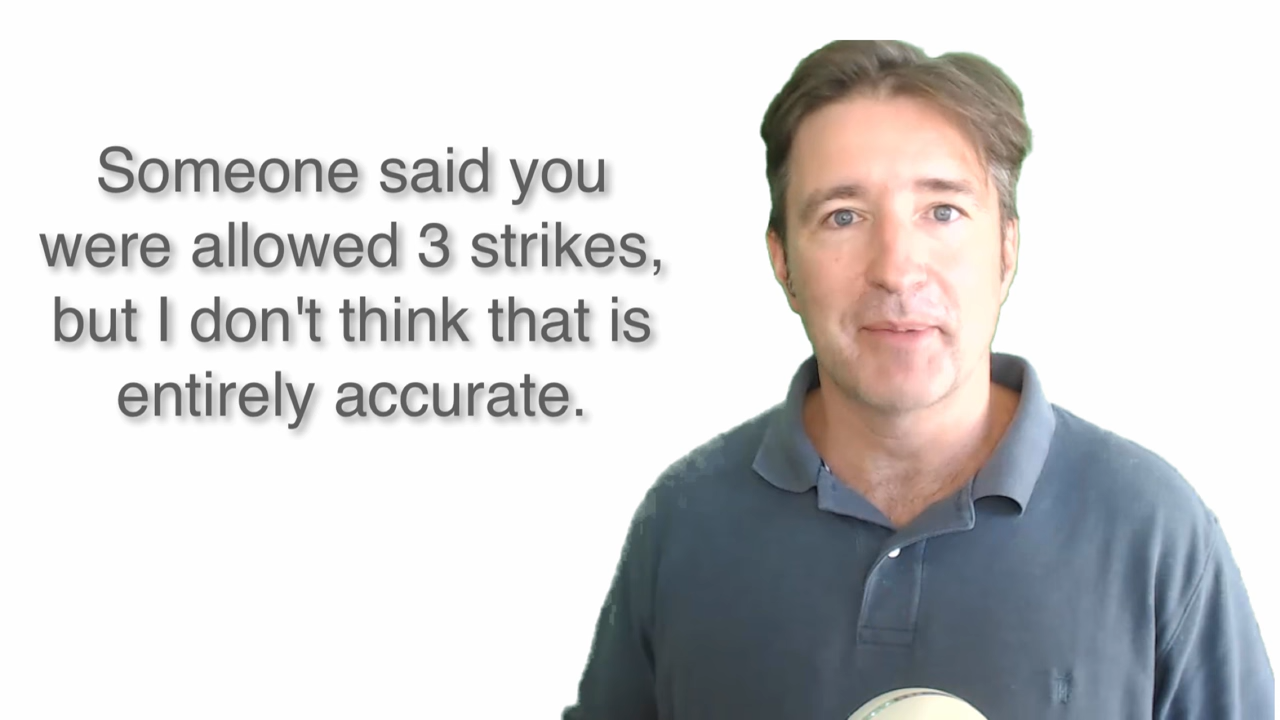 Someone said you
were allowed 3 strikes,
but I don't think that is
entirely accurate.